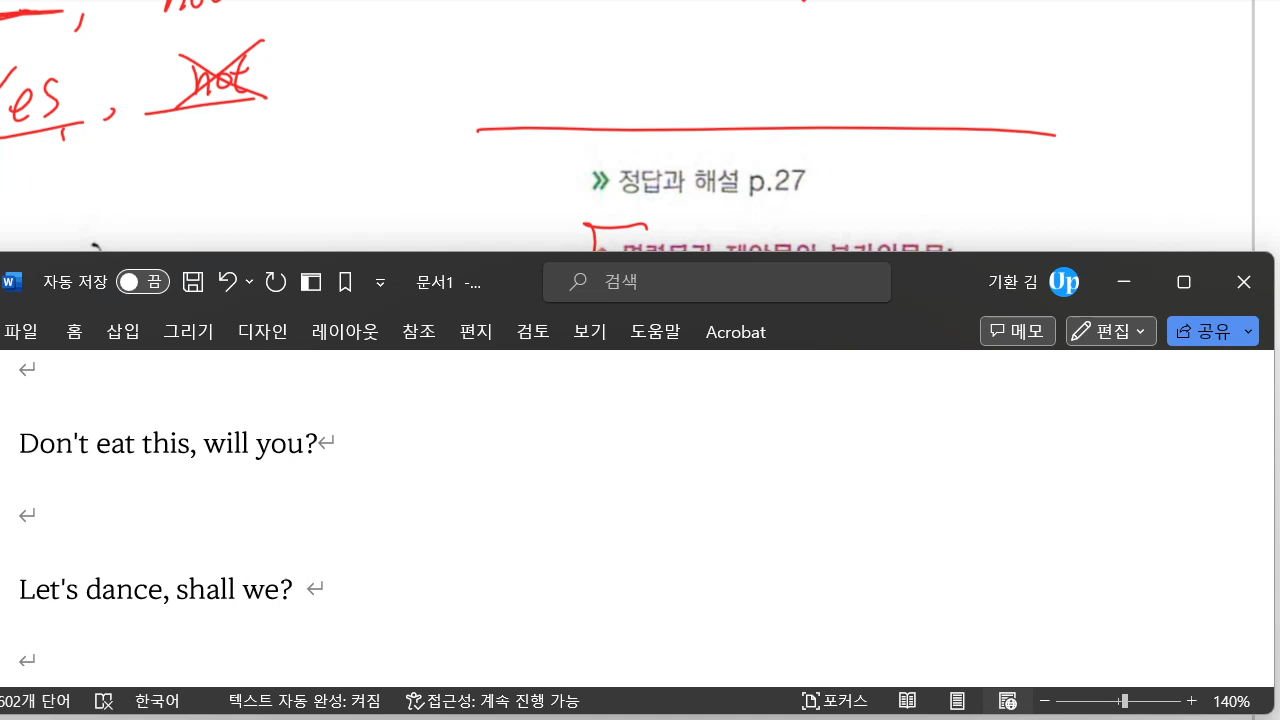 Yes, not
» 정답과 해설 p.27
자동 저장 끔 문서1 -... 검색 기환 김 Up
파일 홈 삽입 그리기 디자인 레이아웃 참조 편지 검토 보기 도움말 Acrobat 메모 편집 공유
Don't eat this, will you?
Let's dance, shall we?
602개 단어 한국어 텍스트 자동 완성: 켜짐 접근성: 계속 진행 가능 포커스 140%